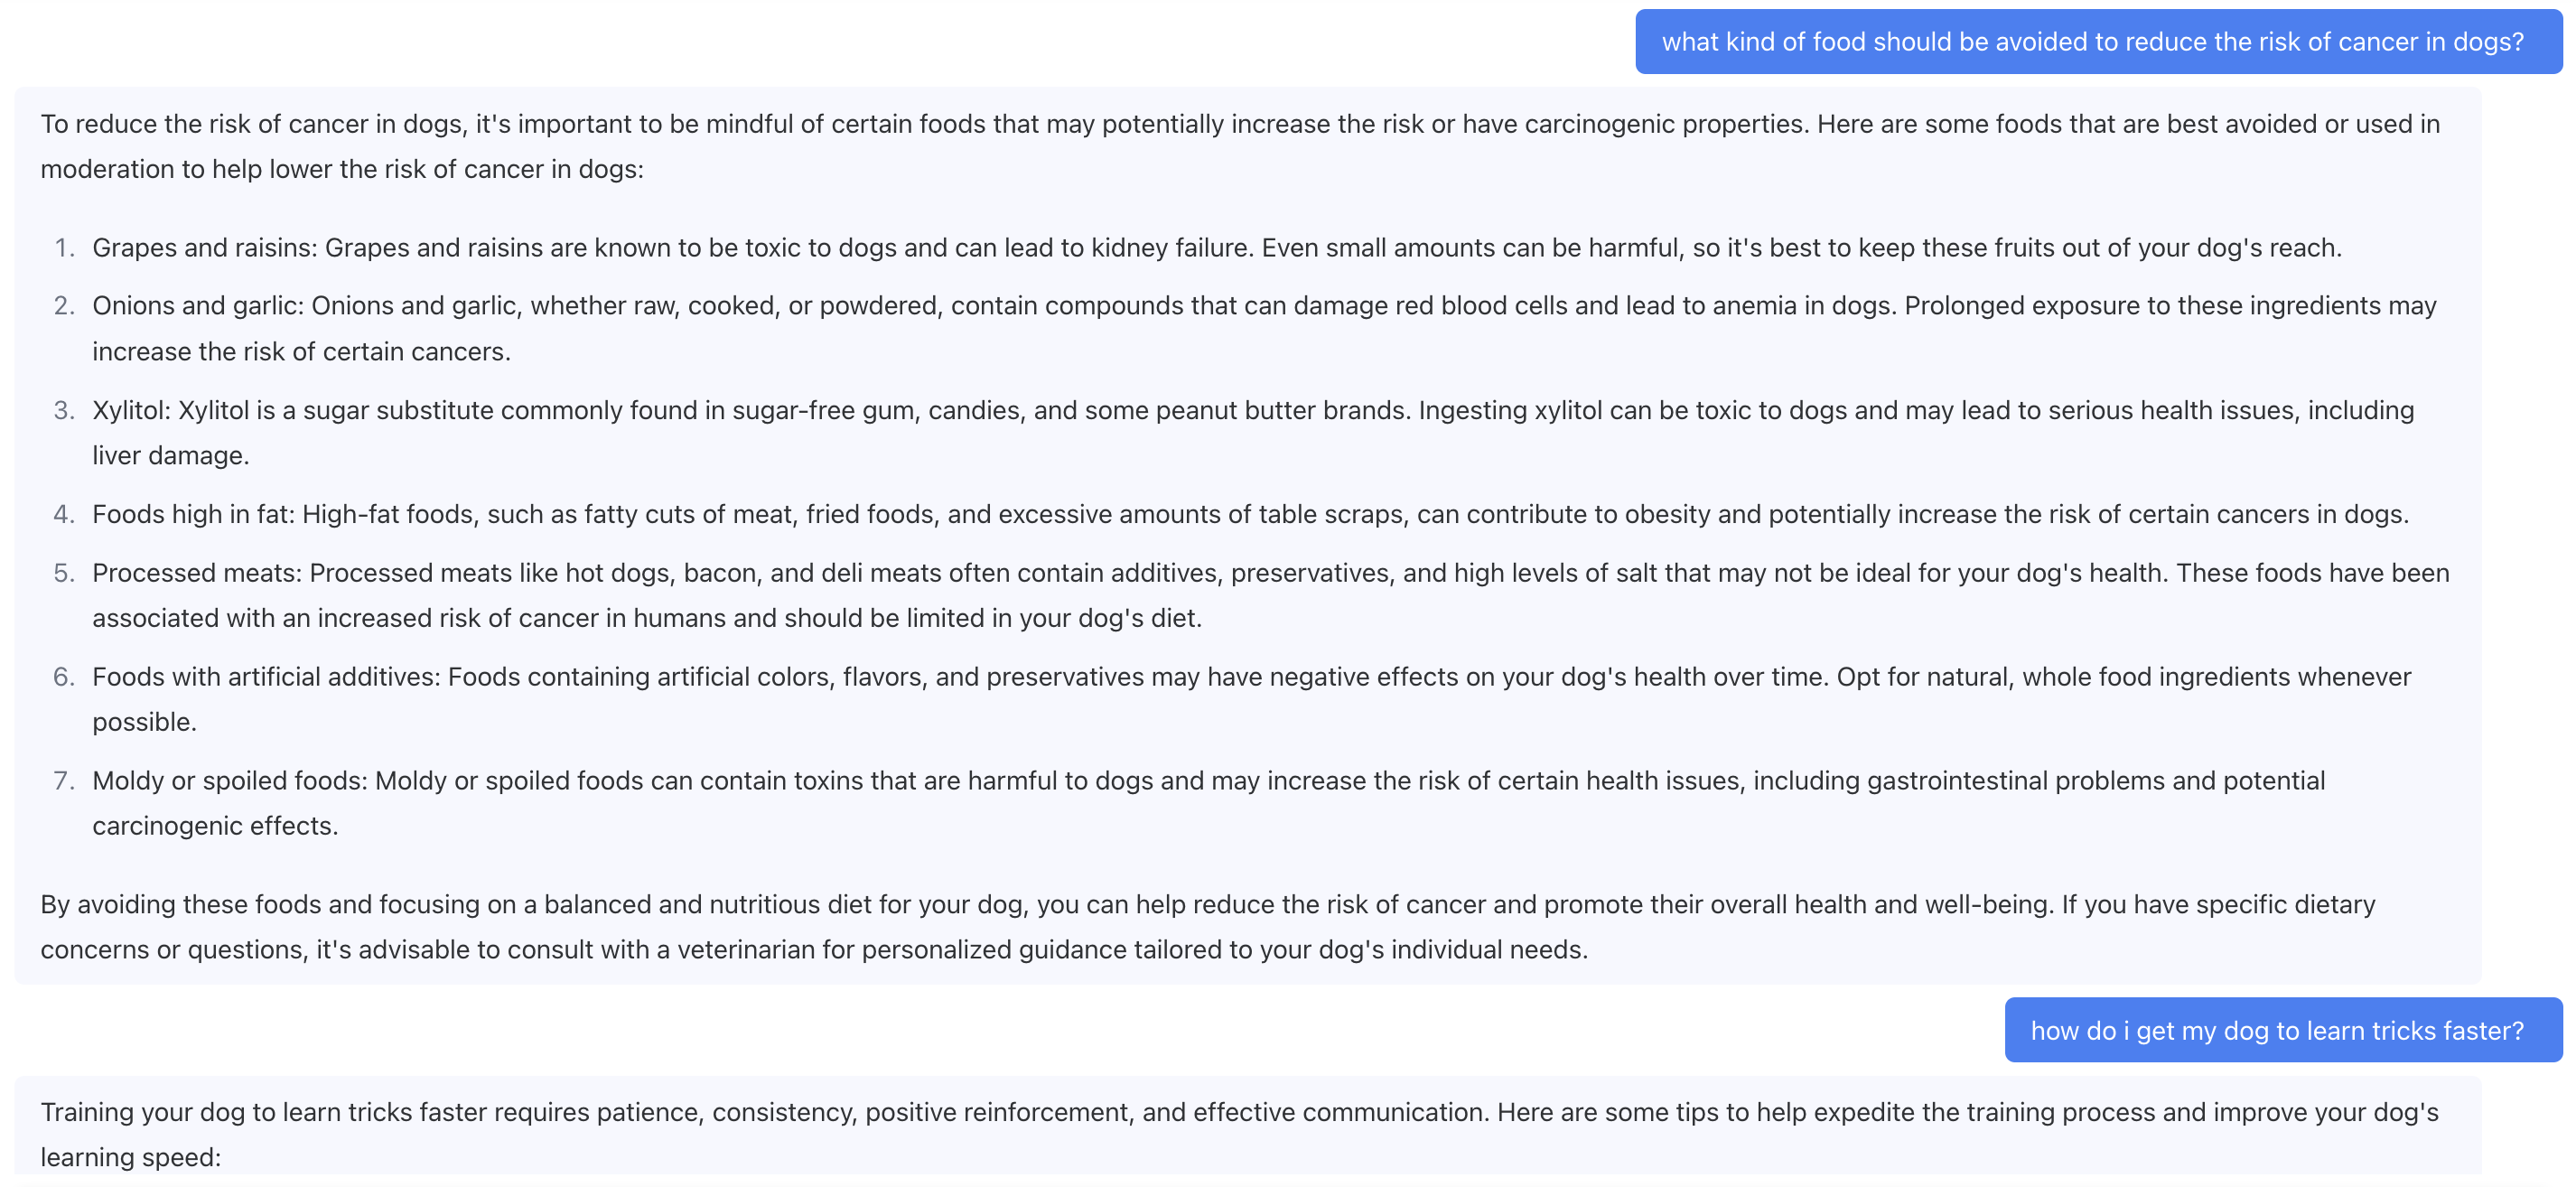 what kind of food should be avoided to reduce the risk of cancer in dogs?
To reduce the risk of cancer in dogs, it's important to be mindful of certain foods that may potentially increase the risk or have carcinogenic properties. Here are some foods that are best avoided or used in
moderation to help lower the risk of cancer in dogs:
1. Grapes and raisins: Grapes and raisins are known to be toxic to dogs and can lead to kidney failure. Even small amounts can be harmful, so it's best to keep these fruits out of your dog's reach.
2. Onions and garlic: Onions and garlic, whether raw, cooked, or powdered, contain compounds that can damage red blood cells and lead to anemia in dogs. Prolonged exposure to these ingredients may
increase the risk of certain cancers.
3. Xylitol: Xylitol is a sugar substitute commonly found in sugar-free gum, candies, and some peanut butter brands. Ingesting xylitol can be toxic to dogs and may lead to serious health issues, including
liver damage.
4. Foods high in fat: High-fat foods, such as fatty cuts of meat, fried foods, and excessive amounts of table scraps, can contribute to obesity and potentially increase the risk of certain cancers in dogs.
5. Processed meats: Processed meats like hot dogs, bacon, and deli meats often contain additives, preservatives, and high levels of salt that may not be ideal for your dog's health. These foods have been
associated with an increased risk of cancer in humans and should be limited in your dog's diet.
6. Foods with artificial additives: Foods containing artificial colors, flavors, and preservatives may have negative effects on your dog's health over time. Opt for natural, whole food ingredients whenever
possible.
7. Moldy or spoiled foods: Moldy or spoiled foods can contain toxins that are harmful to dogs and may increase the risk of certain health issues, including gastrointestinal problems and potential
carcinogenic effects.
By avoiding these foods and focusing on a balanced and nutritious diet for your dog, you can help reduce the risk of cancer and promote their overall health and well-being. If you have specific dietary
concerns or questions, it's advisable to consult with a veterinarian for personalized guidance tailored to your dog's individual needs.
how do i get my dog to learn tricks faster?
Training your dog to learn tricks faster requires patience, consistency, positive reinforcement, and effective communication. Here are some tips to help expedite the training process and improve your dog's
learning speed: